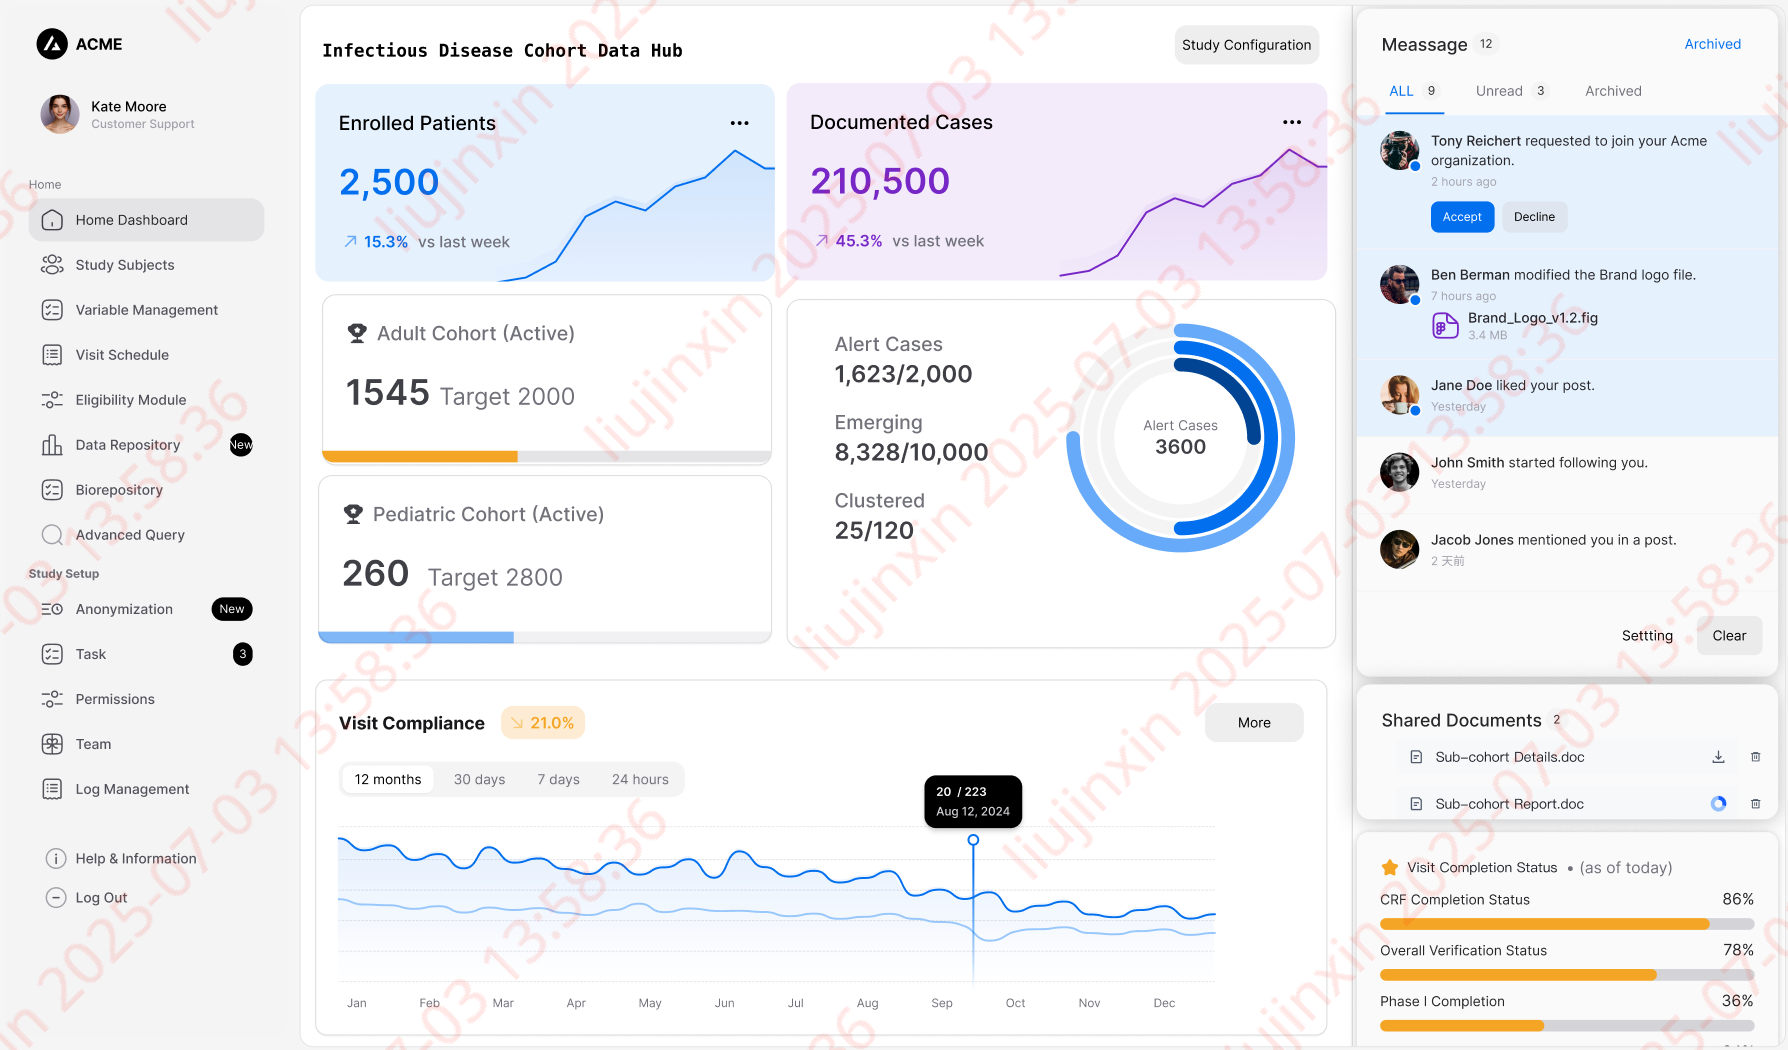 ACME
Kate Moore
Customer Support
Home
Home Dashboard
Study Subjects
Variable Management
Visit Schedule
Eligibility Module
Data Repository New
Biorepository
Advanced Query
Study Setup
Anonymization New
Task 3
Permissions
Team
Log Management
Help & Information
Log Out
Infectious Disease Cohort Data Hub
Study Configuration
Enrolled Patients
2,500
15.3% vs last week
Documented Cases
210,500
45.3% vs last week
Adult Cohort (Active)
1545 Target 2000
Pediatric Cohort (Active)
260 Target 2800
Alert Cases
1,623/2,000
Emerging
8,328/10,000
Clustered
25/120
Alert Cases
3600
Visit Compliance 21.0%
More
12 months 30 days 7 days 24 hours
20 / 223
Aug 12, 2024
Jan Feb Mar Apr May Jun Jul Aug Sep Oct Nov Dec
Meassage 12
Archived
ALL 9 Unread 3 Archived
Tony Reichert requested to join your Acme
organization.
2 hours ago
Accept Decline
Ben Berman modified the Brand logo file.
7 hours ago
Brand_Logo_v1.2.fig
3.4 MB
Jane Doe liked your post.
Yesterday
John Smith started following you.
Yesterday
Jacob Jones mentioned you in a post.
2 天前
Settting Clear
Shared Documents 2
Sub-cohort Details.doc
Sub-cohort Report.doc
Visit Completion Status • (as of today)
CRF Completion Status 86%
Overall Verification Status 78%
Phase I Completion 36%
liujinxin 2025-07-03 13:58:36